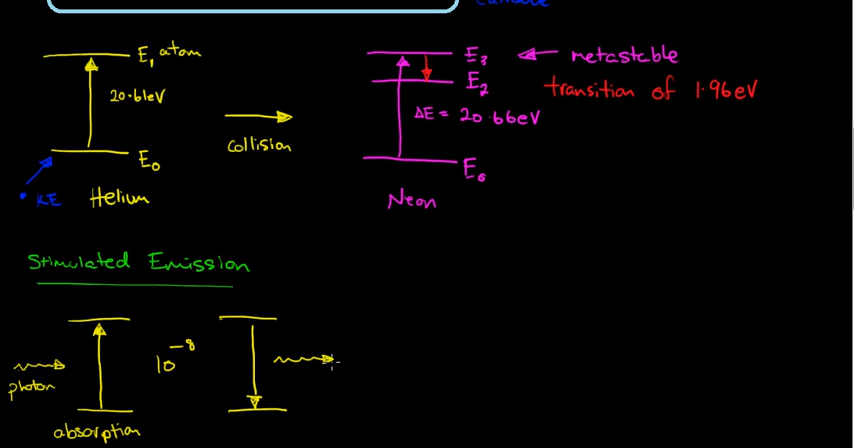 E₁ atom
20.61eV
E₀
KE
Helium
collision
E₃
metastable
E₂
transition of 1.96eV
ΔE = 20.66eV
E₀
Neon
Stimulated Emission
photon
10⁻⁸
absorption